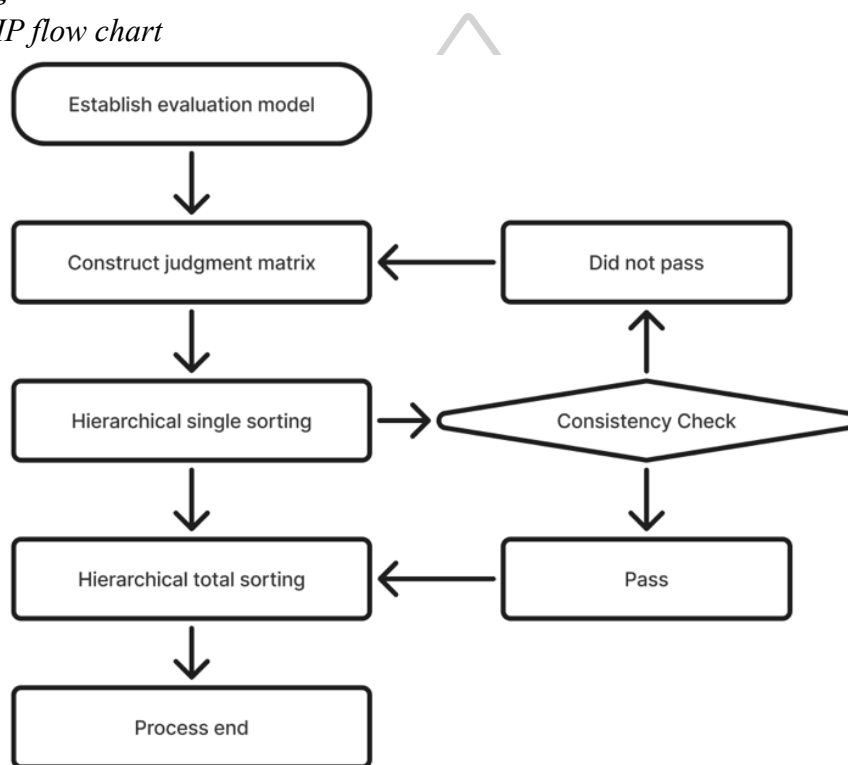 IP flow chart
Establish evaluation model
Construct judgment matrix
Did not pass
Hierarchical single sorting
Consistency Check
Hierarchical total sorting
Pass
Process end